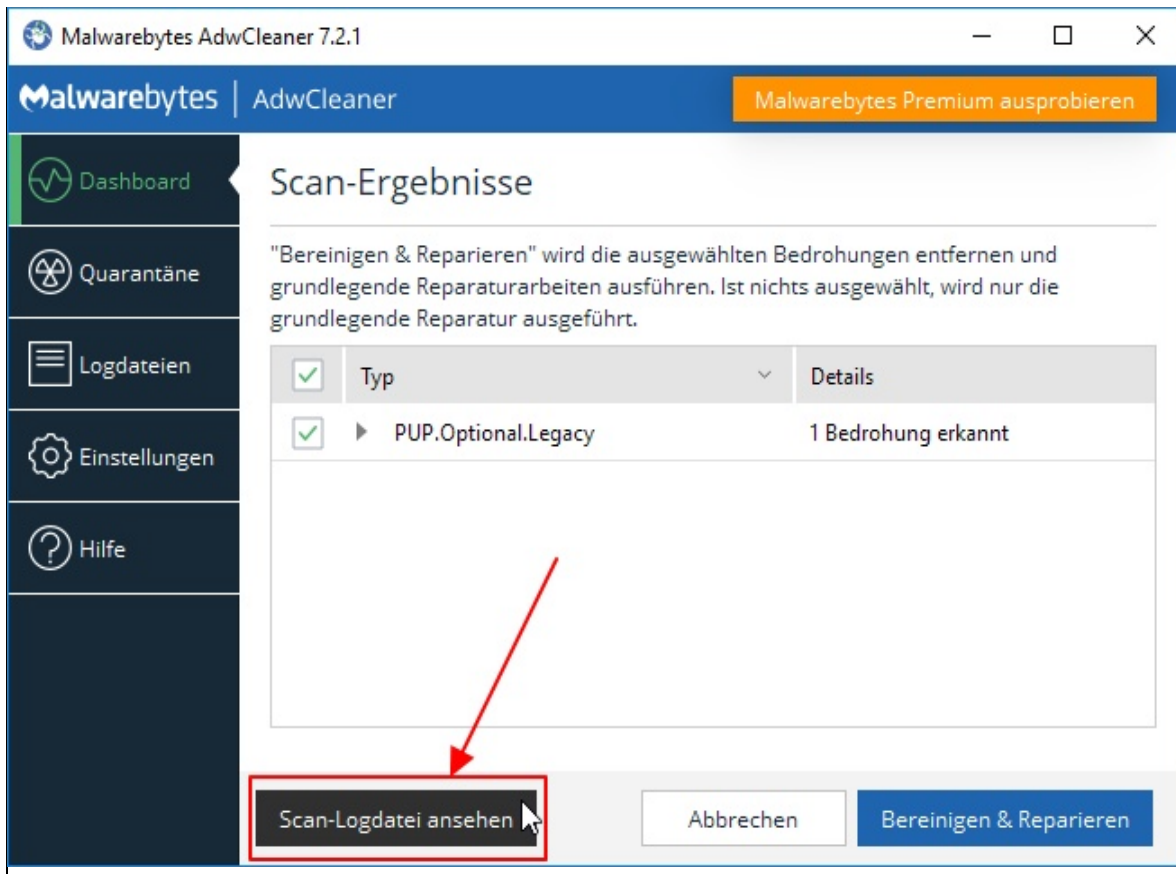 Malwarebytes AdwCleaner 7.2.1
Malwarebytes | AdwCleaner
Malwarebytes Premium ausprobieren
Dashboard
Quarantäne
Logdateien
Einstellungen
Hilfe
Scan-Ergebnisse
"Bereinigen & Reparieren" wird die ausgewählten Bedrohungen entfernen und
grundlegende Reparaturarbeiten ausführen. Ist nichts ausgewählt, wird nur die
grundlegende Reparatur ausgeführt.
Typ Details
PUP.Optional.Legacy 1 Bedrohung erkannt
Scan-Logdatei ansehen
Abbrechen
Bereinigen & Reparieren